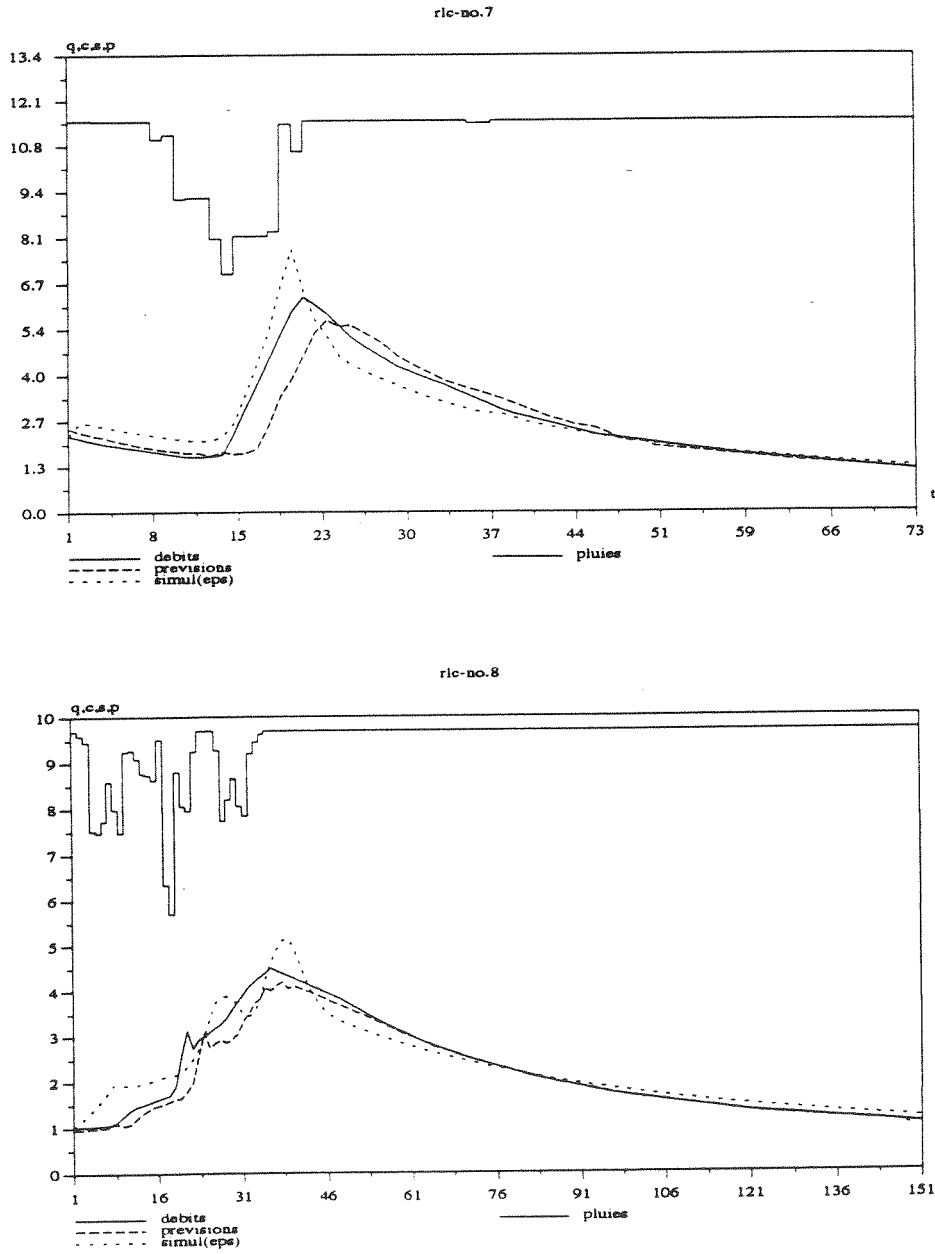 rlc-no.7
q,c,s,p
13.4
12.1
10.8
9.4
8.1
6.7
5.4
4.0
2.7
1.3
0.0
t
1 8 15 23 30 37 44 51 59 66 73
debits pluies
previsions
simul(eps)
rlc-no.8
q,c,s,p
10
9
8
7
6
5
4
3
2
1
0
1 16 31 46 61 76 91 106 121 136 151
debits pluies
previsions
simul(eps)